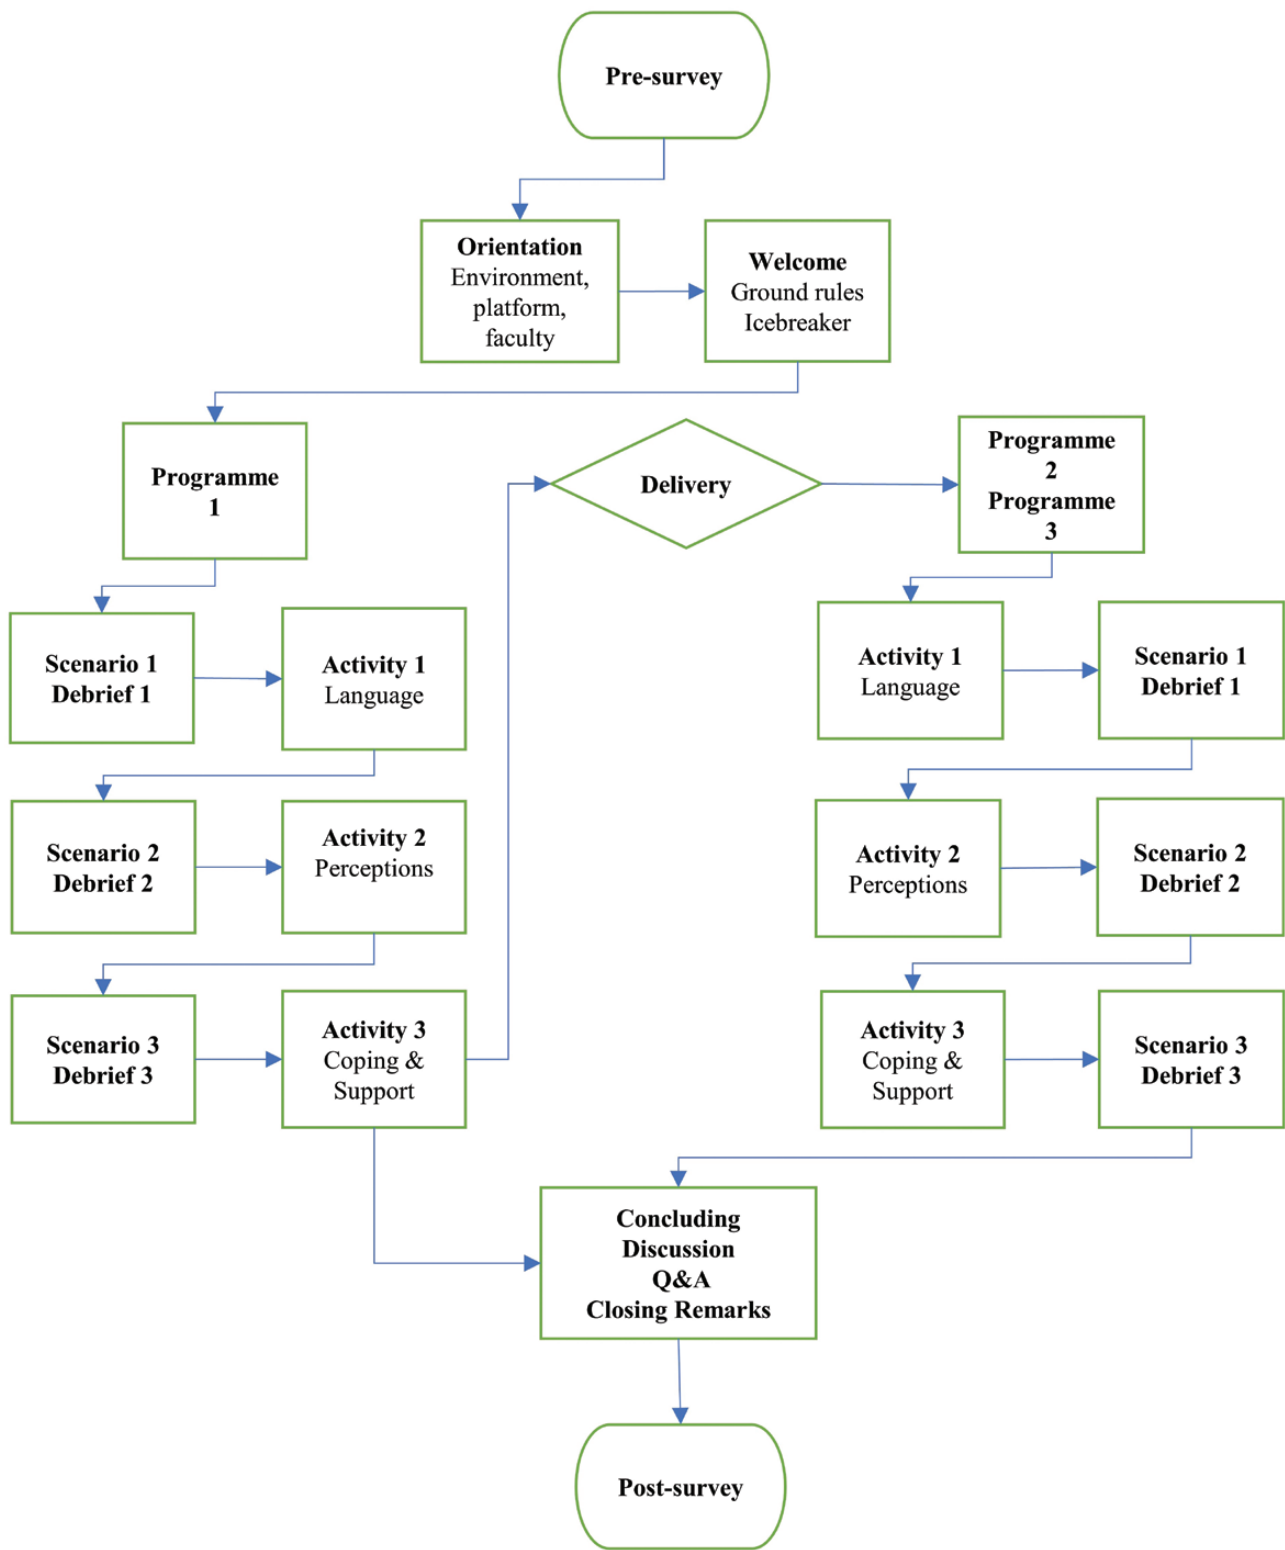 Pre-survey
Orientation
Environment,
platform,
faculty
Welcome
Ground rules
Icebreaker
Programme
1
Delivery
Programme
2
Programme
3
Scenario 1
Debrief 1
Activity 1
Language
Activity 1
Language
Scenario 1
Debrief 1
Scenario 2
Debrief 2
Activity 2
Perceptions
Activity 2
Perceptions
Scenario 2
Debrief 2
Scenario 3
Debrief 3
Activity 3
Coping &
Support
Activity 3
Coping &
Support
Scenario 3
Debrief 3
Concluding
Discussion
Q&A
Closing Remarks
Post-survey